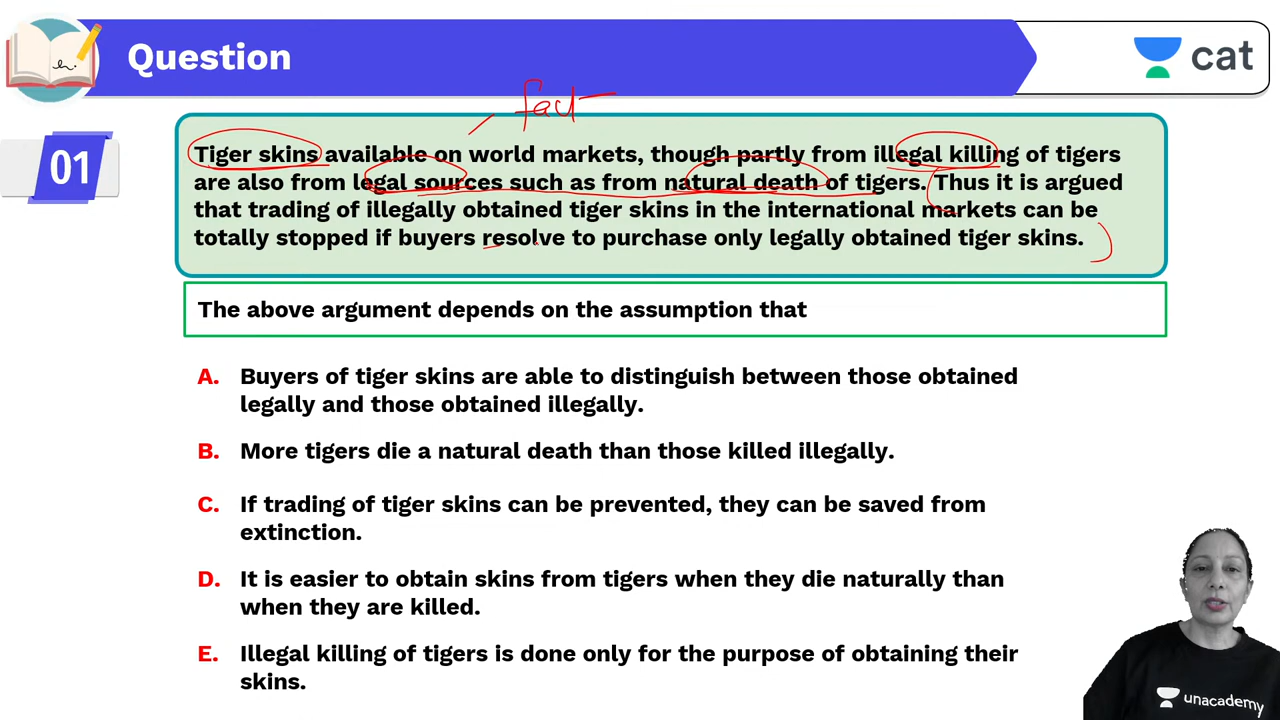 Question
cat
fact
01
Tiger skins available on world markets, though partly from illegal killing of tigers
are also from legal sources such as from natural death of tigers. Thus it is argued
that trading of illegally obtained tiger skins in the international markets can be
totally stopped if buyers resolve to purchase only legally obtained tiger skins.
The above argument depends on the assumption that
A. Buyers of tiger skins are able to distinguish between those obtained
legally and those obtained illegally.
B. More tigers die a natural death than those killed illegally.
C. If trading of tiger skins can be prevented, they can be saved from
extinction.
D. It is easier to obtain skins from tigers when they die naturally than
when they are killed.
E. Illegal killing of tigers is done only for the purpose of obtaining their
skins.
unacademy